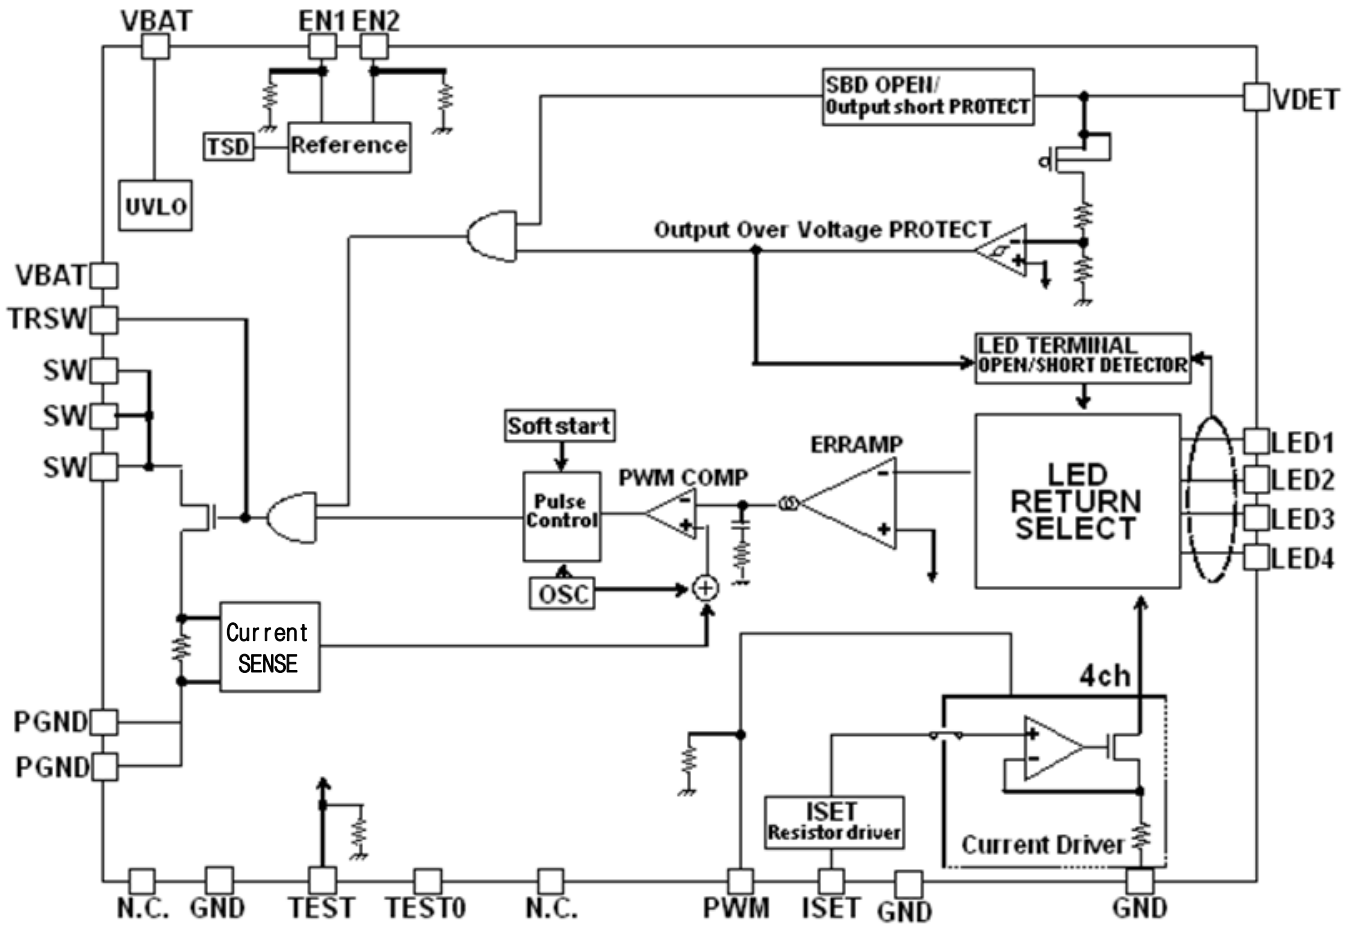 VBAT
EN1 EN2
SBD OPEN/
Output short PROTECT
VDET
TSD
Reference
UVLO
Output Over Voltage PROTECT
-
+
VBAT
TRSW
SW
SW
SW
LED TERMINAL
OPEN/SHORT DETECTOR
Soft start
ERRAMP
PWM COMP
Pulse
Control
-
+
-
+
LED
RETURN
SELECT
LED1
LED2
LED3
LED4
OSC
+
Current
SENSE
4ch
PGND
PGND
+
-
ISET
Resistor driver
Current Driver
N.C.
GND
TEST
TEST0
N.C.
PWM
ISET
GND
GND